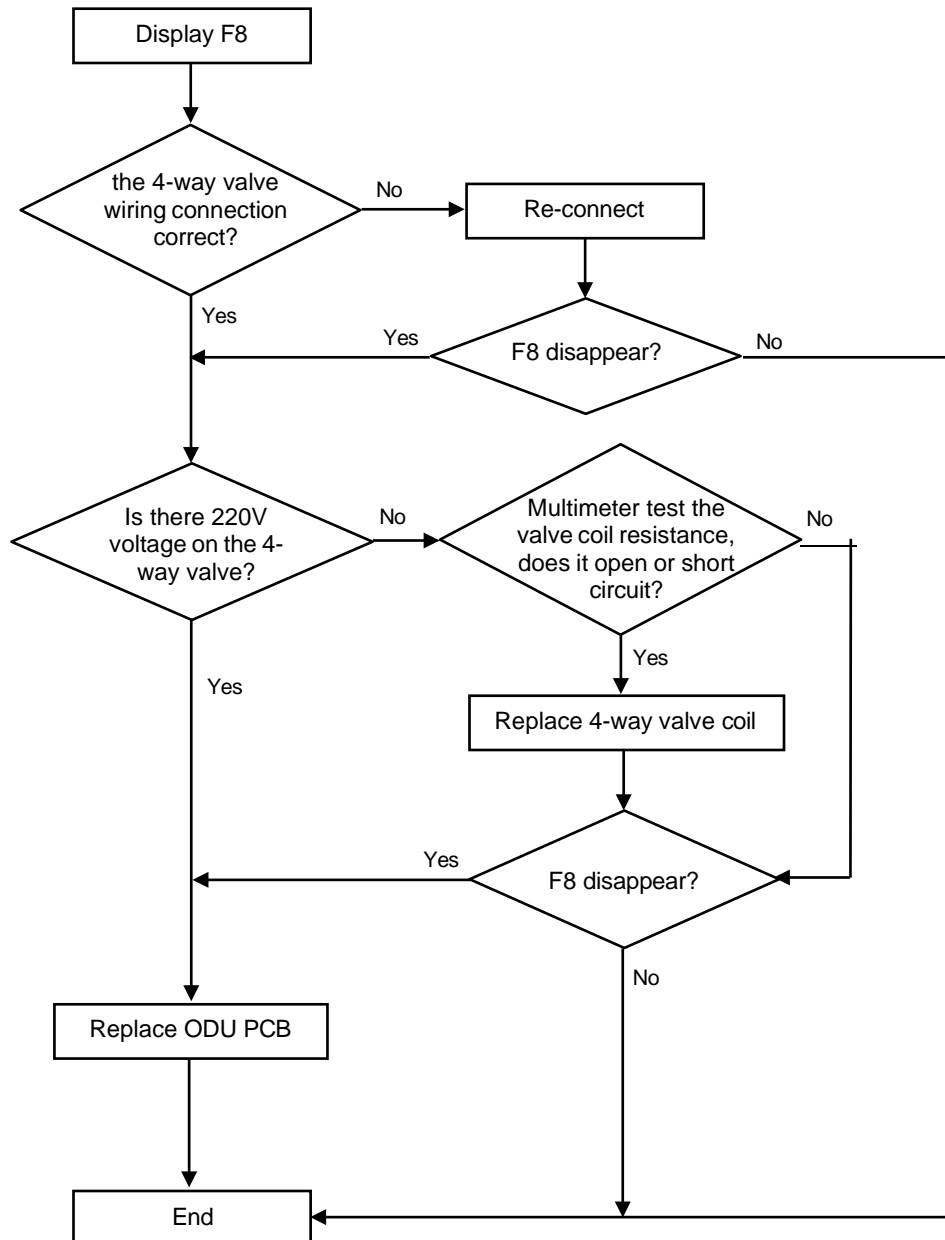 Display F8
the 4-way valve
wiring connection
correct?
No
Re-connect
Yes
Yes
F8 disappear?
No
Is there 220V
voltage on the 4-
way valve?
No
Multimeter test the
valve coil resistance,
does it open or short
circuit?
No
Yes
Yes
Replace 4-way valve coil
Yes
F8 disappear?
No
Replace ODU PCB
End